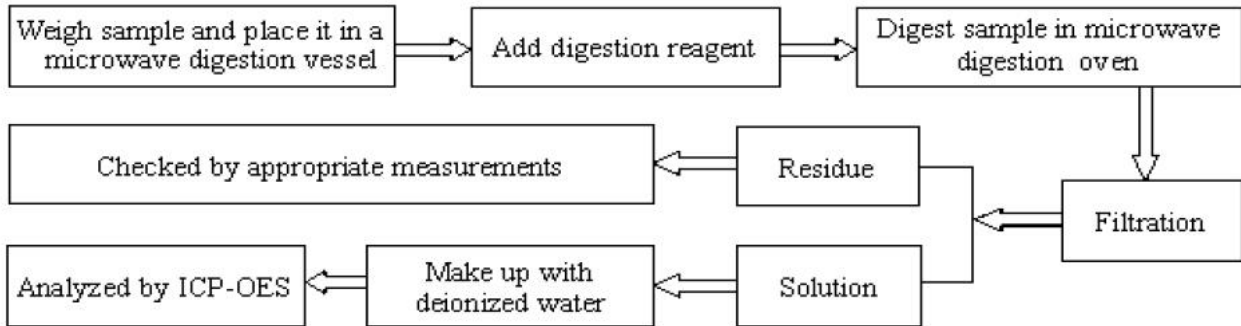 Weigh sample and place it in a
microwave digestion vessel
Add digestion reagent
Digest sample in microwave
digestion oven
Filtration
Residue
Checked by appropriate measurements
Solution
Make up with
deionized water
Analyzed by ICP-OES